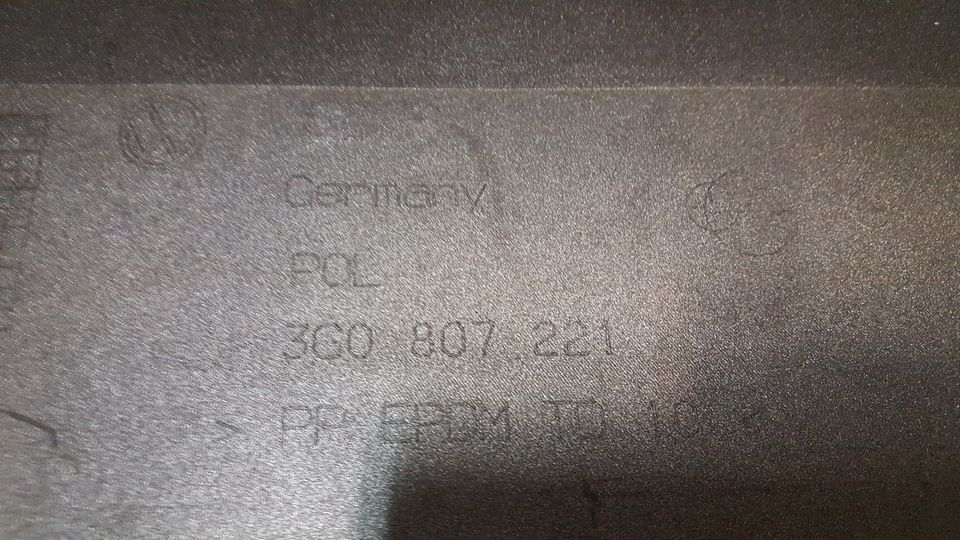 Germany
POL
3G0 807 221
>PP EPDM TD 10<